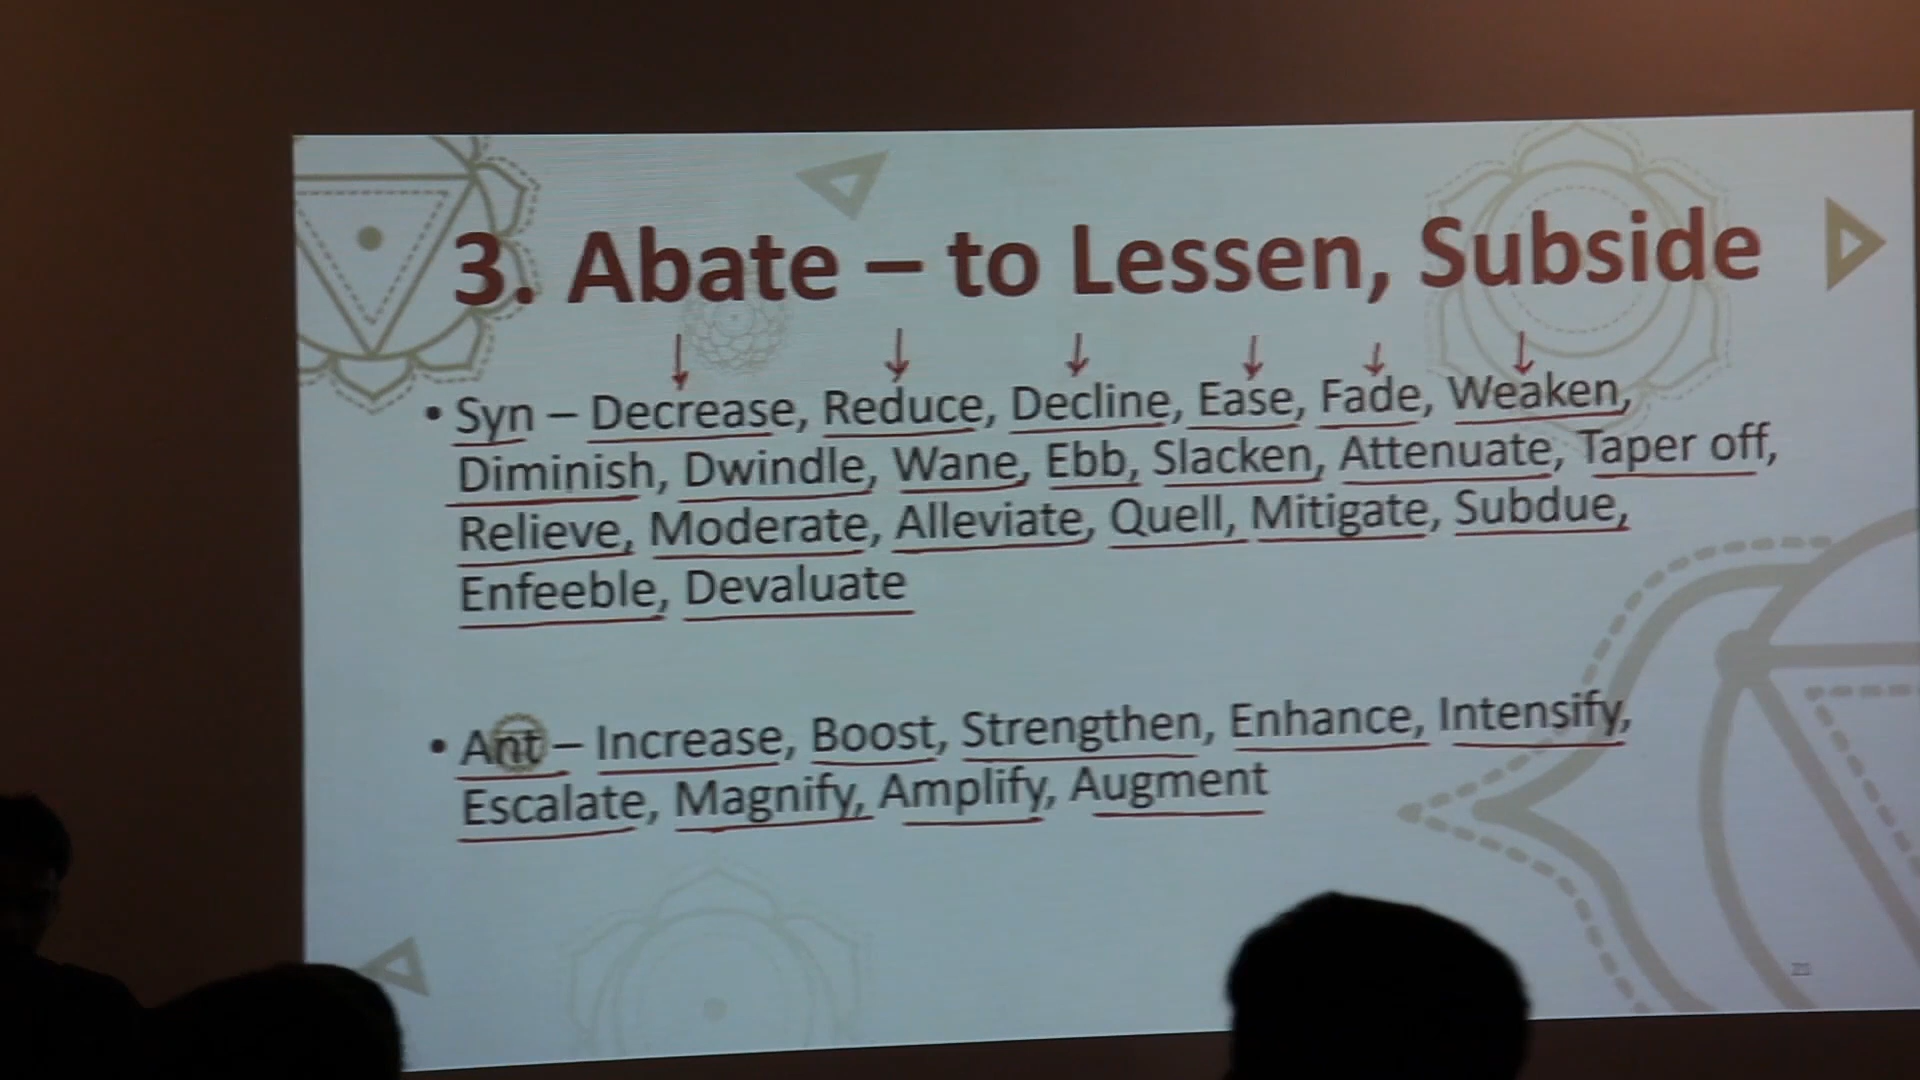 3. Abate – to Lessen, Subside
• Syn – Decrease, Reduce, Decline, Ease, Fade, Weaken,
Diminish, Dwindle, Wane, Ebb, Slacken, Attenuate, Taper off,
Relieve, Moderate, Alleviate, Quell, Mitigate, Subdue,
Enfeeble, Devaluate
• Ant – Increase, Boost, Strengthen, Enhance, Intensify,
Escalate, Magnify, Amplify, Augment